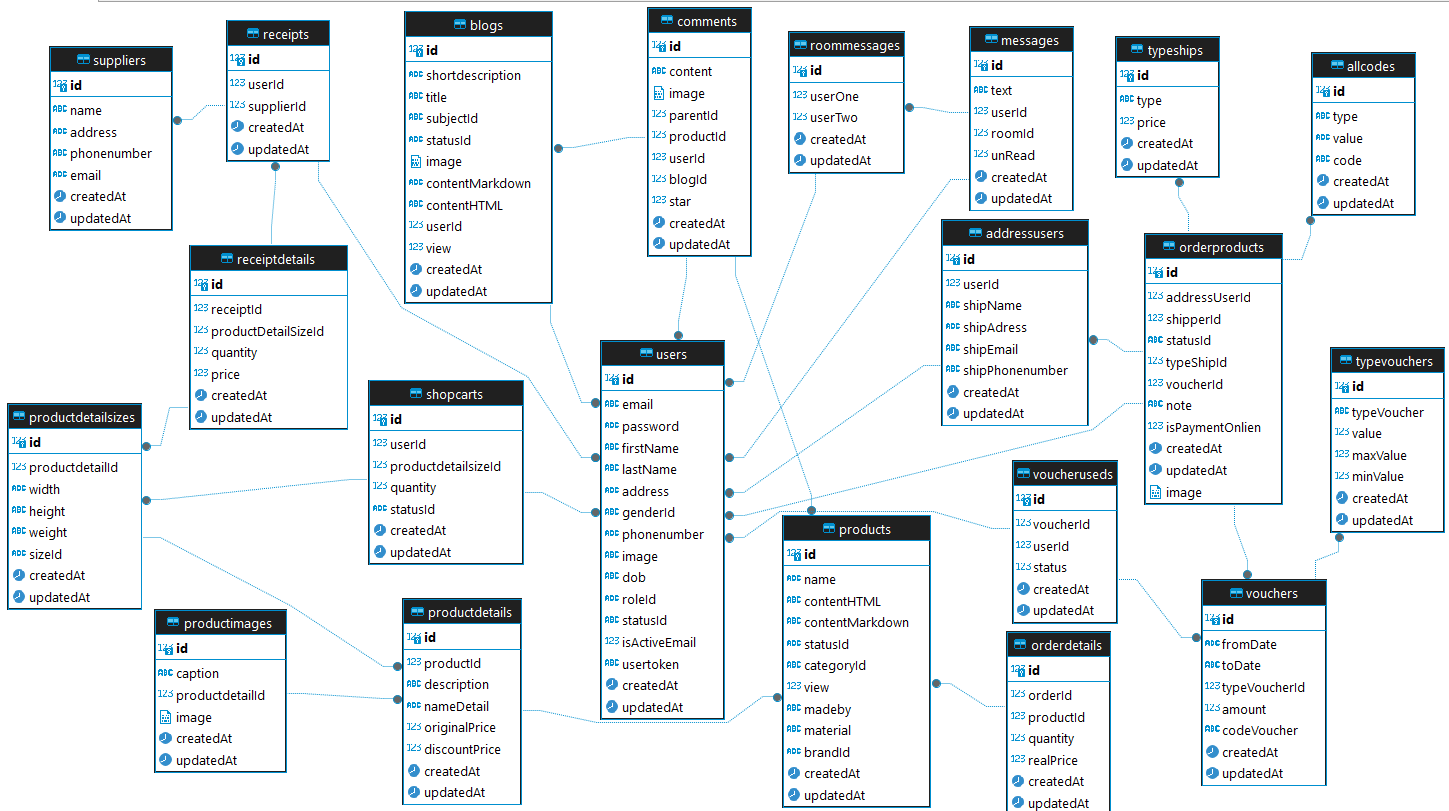 suppliers
id
name
address
phonenumber
email
createdAt
updatedAt
receipts
id
userId
supplierId
createdAt
updatedAt
blogs
id
shortdescription
title
subjectId
statusId
image
contentMarkdown
contentHTML
userId
view
createdAt
updatedAt
comments
id
content
image
parentId
productId
userId
blogId
star
createdAt
updatedAt
roommessages
id
userOne
userTwo
createdAt
updatedAt
messages
id
text
userId
roomId
unRead
createdAt
updatedAt
typeships
id
type
price
createdAt
updatedAt
allcodes
id
type
value
code
createdAt
updatedAt
receiptdetails
id
receiptId
productDetailSizeId
quantity
price
createdAt
updatedAt
addressusers
id
userId
shipName
shipAdress
shipEmail
shipPhonenumber
createdAt
updatedAt
orderproducts
id
addressUserId
shipperId
statusId
typeShipId
voucherId
note
isPaymentOnlien
createdAt
updatedAt
image
users
id
email
password
firstName
lastName
address
genderId
phonenumber
image
dob
roleId
statusId
isActiveEmail
usertoken
createdAt
updatedAt
typevouchers
id
typeVoucher
value
maxValue
minValue
createdAt
updatedAt
shopcarts
id
userId
productdetailsizeId
quantity
statusId
createdAt
updatedAt
productdetailsizes
id
productdetailId
width
height
weight
sizeId
createdAt
updatedAt
voucheruseds
id
voucherId
userId
status
createdAt
updatedAt
products
id
name
contentHTML
contentMarkdown
statusId
categoryId
view
madeby
material
brandId
createdAt
updatedAt
vouchers
id
fromDate
toDate
typeVoucherId
amount
codeVoucher
createdAt
updatedAt
productimages
id
caption
productdetailId
image
createdAt
updatedAt
productdetails
id
productId
description
nameDetail
originalPrice
discountPrice
createdAt
updatedAt
orderdetails
id
orderId
productId
quantity
realPrice
createdAt
updatedAt